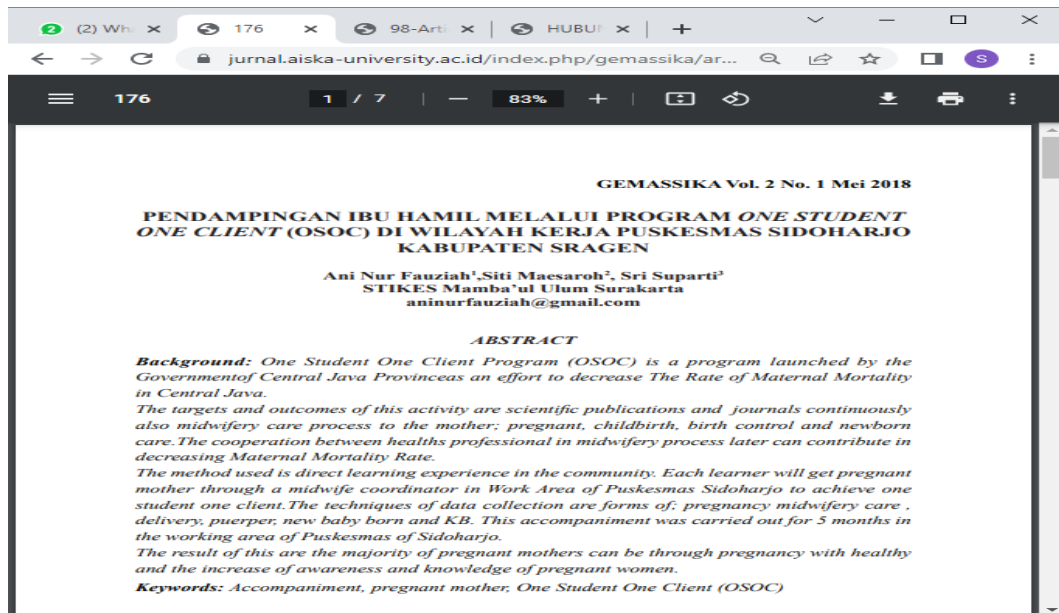 2 (2) Wh 176 98-Arti HUBUN
jurnal.aiska-university.ac.id/index.php/gemassika/ar... S
176 1 / 7 83%
GEMASSIKA Vol. 2 No. 1 Mei 2018
PENDAMPINGAN IBU HAMIL MELALUI PROGRAM ONE STUDENT
ONE CLIENT (OSOC) DI WILAYAH KERJA PUSKESMAS SIDOHARJO
KABUPATEN SRAGEN
Ani Nur Fauziah¹,Siti Maesaroh², Sri Suparti³
STIKES Mamba'ul Ulum Surakarta
aninurfauziah@gmail.com
ABSTRACT
Background: One Student One Client Program (OSOC) is a program launched by the
Governmentof Central Java Provinceas an effort to decrease The Rate of Maternal Mortality
in Central Java.
The targets and outcomes of this activity are scientific publications and journals continuously
also midwifery care process to the mother; pregnant, childbirth, birth control and newborn
care.The cooperation between healths professional in midwifery process later can contribute in
decreasing Maternal Mortality Rate.
The method used is direct learning experience in the community. Each learner will get pregnant
mother through a midwife coordinator in Work Area of Puskesmas Sidoharjo to achieve one
student one client.The techniques of data collection are forms of; pregnancy midwifery care ,
delivery, puerper, new baby born and KB. This accompaniment was carried out for 5 months in
the working area of Puskesmas of Sidoharjo.
The result of this are the majority of pregnant mothers can be through pregnancy with healthy
and the increase of awareness and knowledge of pregnant women.
Keywords: Accompaniment, pregnant mother, One Student One Client (OSOC)